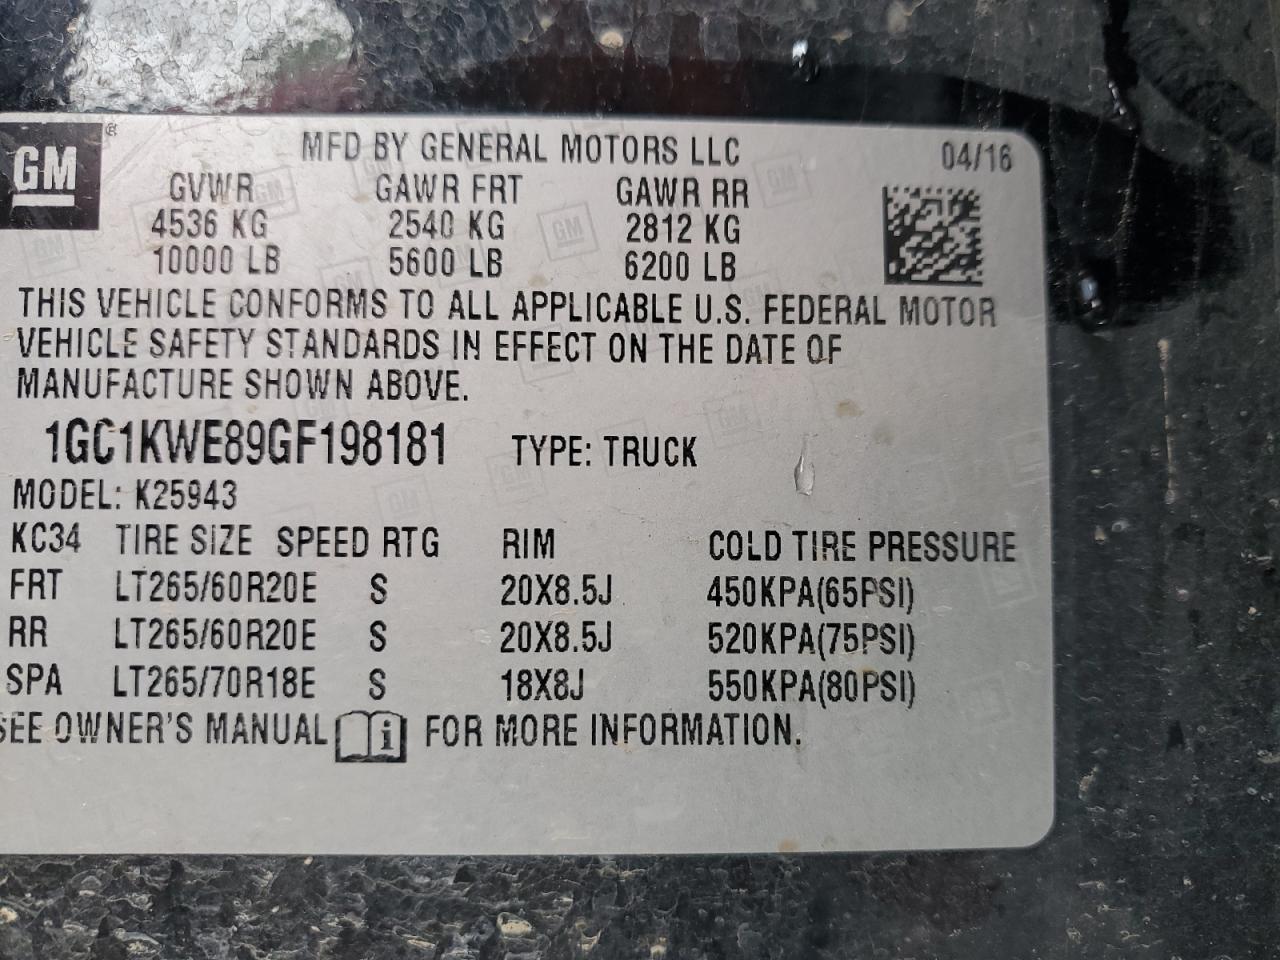 GM® MFD BY GENERAL MOTORS LLC 04/16
GVWR GAWR FRT GAWR RR
4536 KG 2540 KG 2812 KG
10000 LB 5600 LB 6200 LB
THIS VEHICLE CONFORMS TO ALL APPLICABLE U.S. FEDERAL MOTOR
VEHICLE SAFETY STANDARDS IN EFFECT ON THE DATE OF
MANUFACTURE SHOWN ABOVE.
1GC1KWE89GF198181 TYPE: TRUCK
MODEL: K25943
KC34 TIRE SIZE SPEED RTG RIM COLD TIRE PRESSURE
FRT LT265/60R20E S 20X8.5J 450KPA(65PSI)
RR LT265/60R20E S 20X8.5J 520KPA(75PSI)
SPA LT265/70R18E S 18X8J 550KPA(80PSI)
SEE OWNER'S MANUAL i FOR MORE INFORMATION.